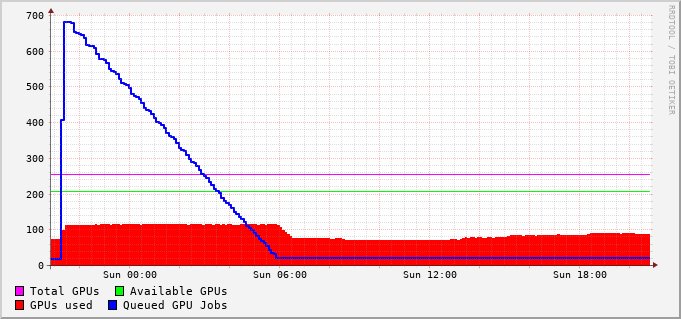 700
600
500
400
300
200
100
0
Sun 00:00 Sun 06:00 Sun 12:00 Sun 18:00
Total GPUs Available GPUs
GPUs used Queued GPU Jobs
RRDTOOL / TOBI OETIKER